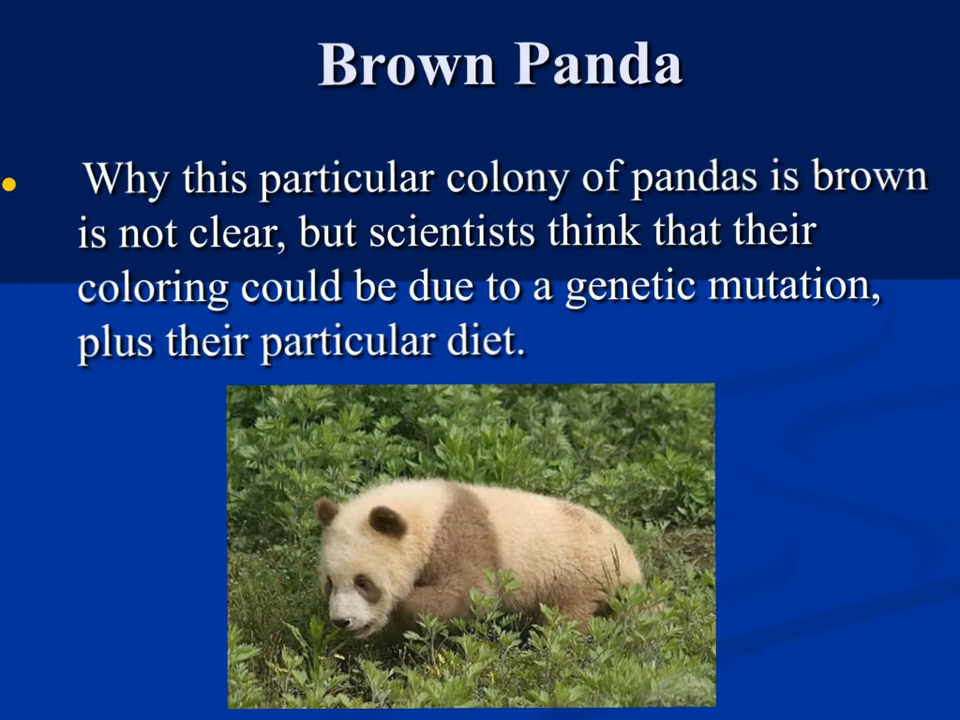 Brown Panda
• Why this particular colony of pandas is brown
is not clear, but scientists think that their
coloring could be due to a genetic mutation,
plus their particular diet.